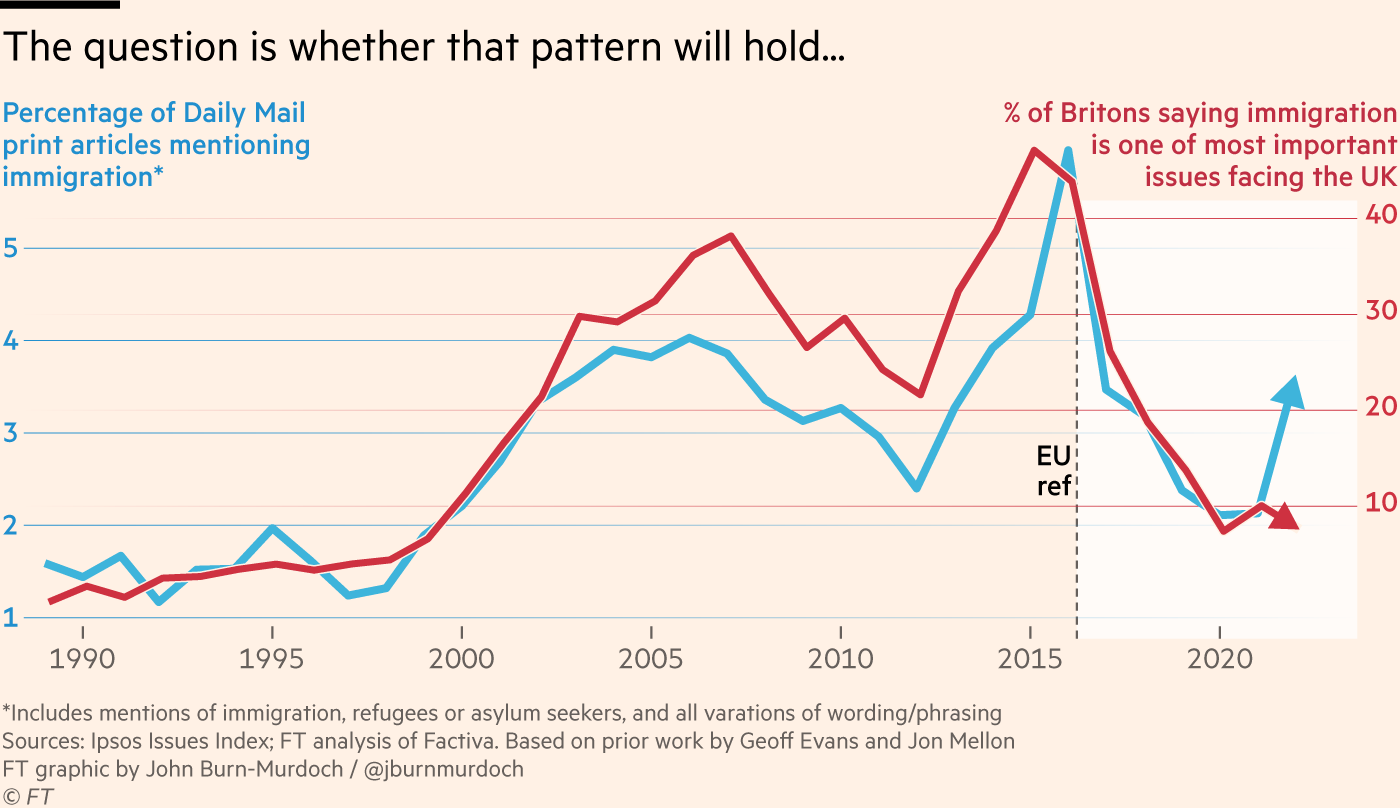 The question is whether that pattern will hold...
Percentage of Daily Mail
print articles mentioning
immigration*
% of Britons saying immigration
is one of most important
issues facing the UK
5
4
3
2
1
40
30
20
10
EU
ref
1990
1995
2000
2005
2010
2015
2020
*Includes mentions of immigration, refugees or asylum seekers, and all varations of wording/phrasing
Sources: Ipsos Issues Index; FT analysis of Factiva. Based on prior work by Geoff Evans and Jon Mellon
FT graphic by John Burn-Murdoch / @jburnmurdoch
© FT